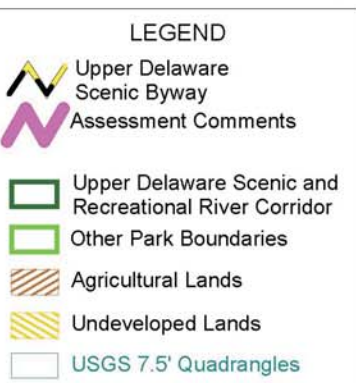 LEGEND
Upper Delaware
Scenic Byway
Assessment Comments
Upper Delaware Scenic and
Recreational River Corridor
Other Park Boundaries
Agricultural Lands
Undeveloped Lands
USGS 7.5' Quadrangles